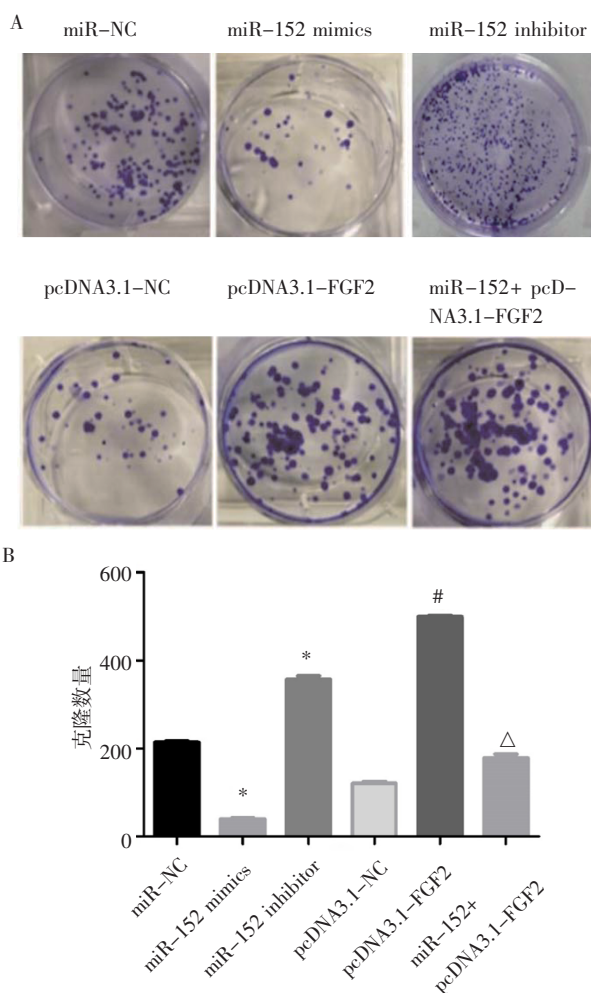 A
miR-NC
miR-152 mimics
miR-152 inhibitor
pcDNA3.1-NC
pcDNA3.1-FGF2
miR-152+ pcD-
NA3.1-FGF2
B
克隆数量
600
400
200
0
*
*
#
△
miR-NC
miR-152 mimics
miR-152 inhibitor
pcDNA3.1-NC
pcDNA3.1-FGF2
miR-152+
pcDNA3.1-FGF2